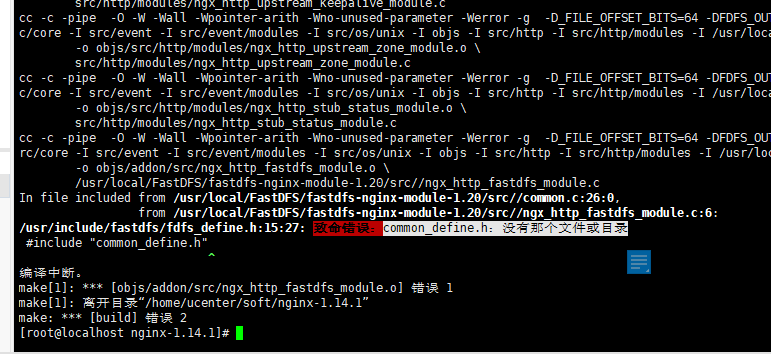 src/http/modules/ngx_http_upstream_keepalive_module.c
cc -c -pipe  -O -W -Wall -Wpointer-arith -Wno-unused-parameter -Werror -g  -D_FILE_OFFSET_BITS=64 -DFDFS_OUT
c/core -I src/event -I src/event/modules -I src/os/unix -I objs -I src/http -I src/http/modules -I /usr/loca
-o objs/src/http/modules/ngx_http_upstream_zone_module.o \
src/http/modules/ngx_http_upstream_zone_module.c
cc -c -pipe  -O -W -Wall -Wpointer-arith -Wno-unused-parameter -Werror -g  -D_FILE_OFFSET_BITS=64 -DFDFS_OUT
c/core -I src/event -I src/event/modules -I src/os/unix -I objs -I src/http -I src/http/modules -I /usr/loca
-o objs/src/http/modules/ngx_http_stub_status_module.o \
src/http/modules/ngx_http_stub_status_module.c
cc -c -pipe  -O -W -Wall -Wpointer-arith -Wno-unused-parameter -Werror -g  -D_FILE_OFFSET_BITS=64 -DFDFS_OUT
rc/core -I src/event -I src/event/modules -I src/os/unix -I objs -I src/http -I src/http/modules -I /usr/loc
-o objs/addon/src/ngx_http_fastdfs_module.o \
/usr/local/FastDFS/fastdfs-nginx-module-1.20/src//ngx_http_fastdfs_module.c
In file included from /usr/local/FastDFS/fastdfs-nginx-module-1.20/src//common.c:26:0,
from /usr/local/FastDFS/fastdfs-nginx-module-1.20/src//ngx_http_fastdfs_module.c:6:
/usr/include/fastdfs/fdfs_define.h:15:27: 致命错误：common_define.h：没有那个文件或目录
#include "common_define.h"
^
编译中断。
make[1]: *** [objs/addon/src/ngx_http_fastdfs_module.o] 错误 1
make[1]: 离开目录“/home/ucenter/soft/nginx-1.14.1”
make: *** [build] 错误 2
[root@localhost nginx-1.14.1]#